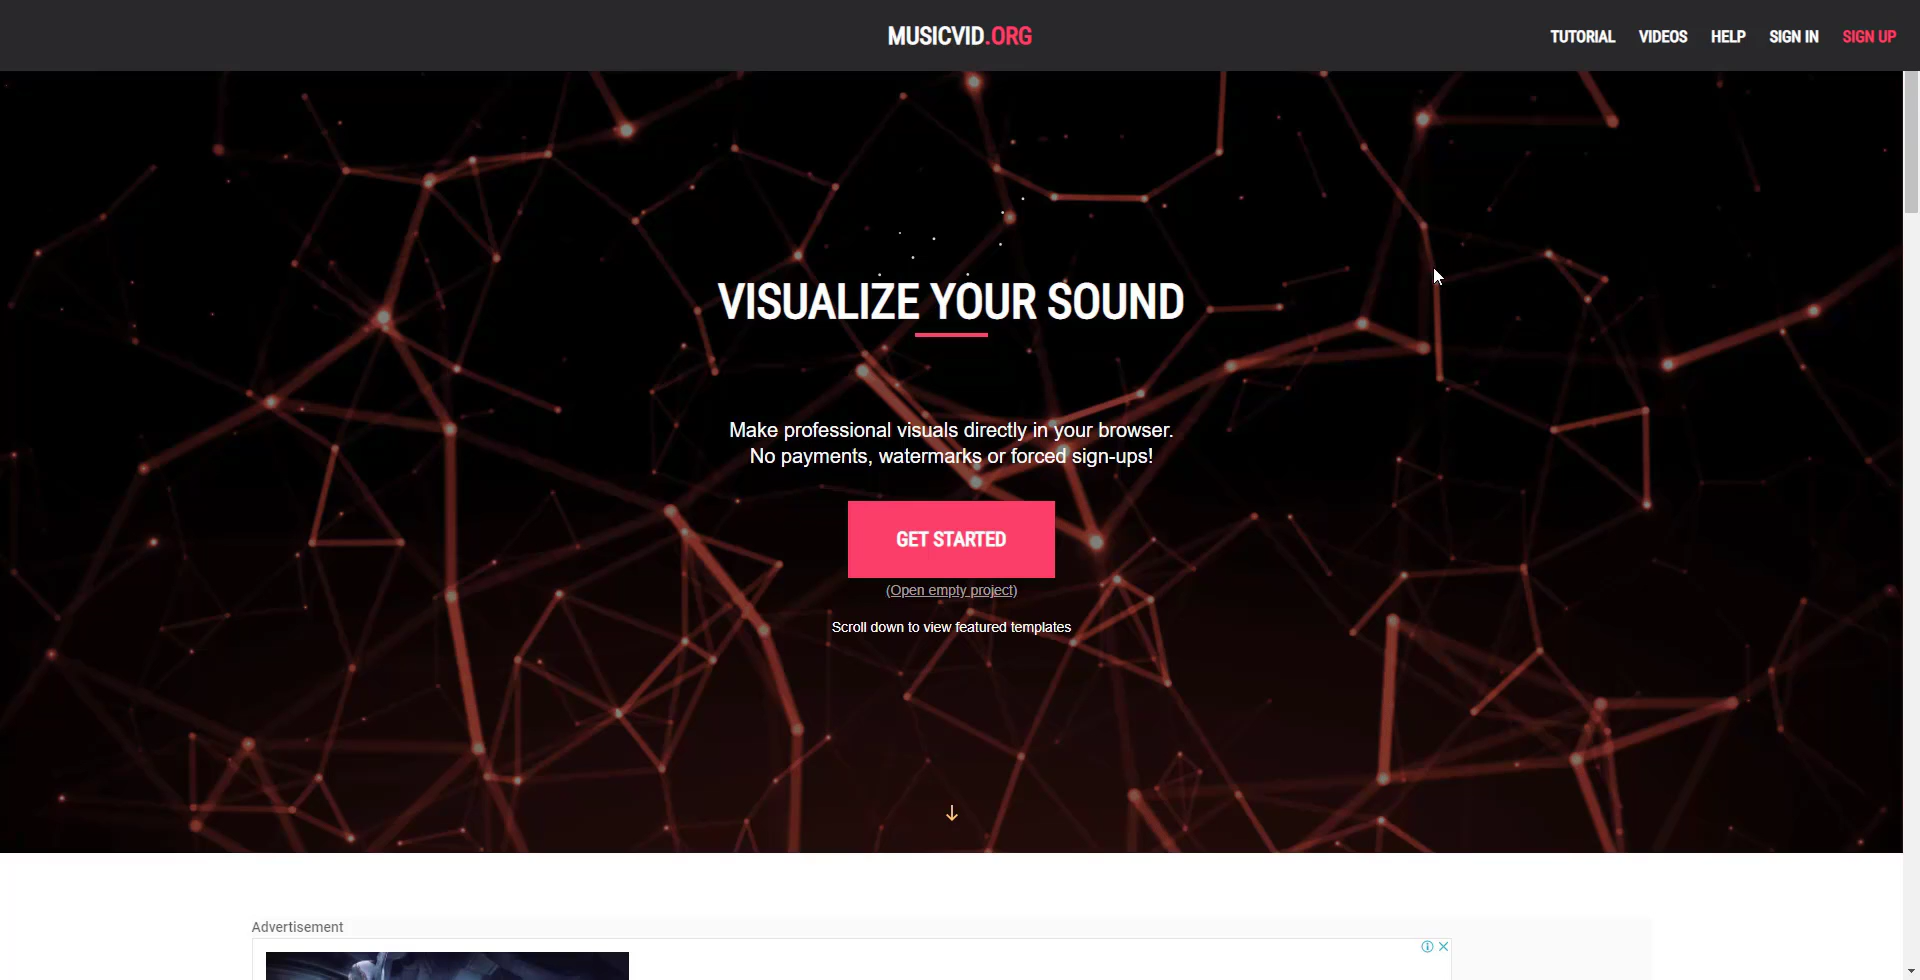 MUSICVID.ORG
TUTORIAL VIDEOS HELP SIGN IN SIGN UP
VISUALIZE YOUR SOUND
Make professional visuals directly in your browser.
No payments, watermarks or forced sign-ups!
GET STARTED
(Open empty project)
Scroll down to view featured templates
Advertisement